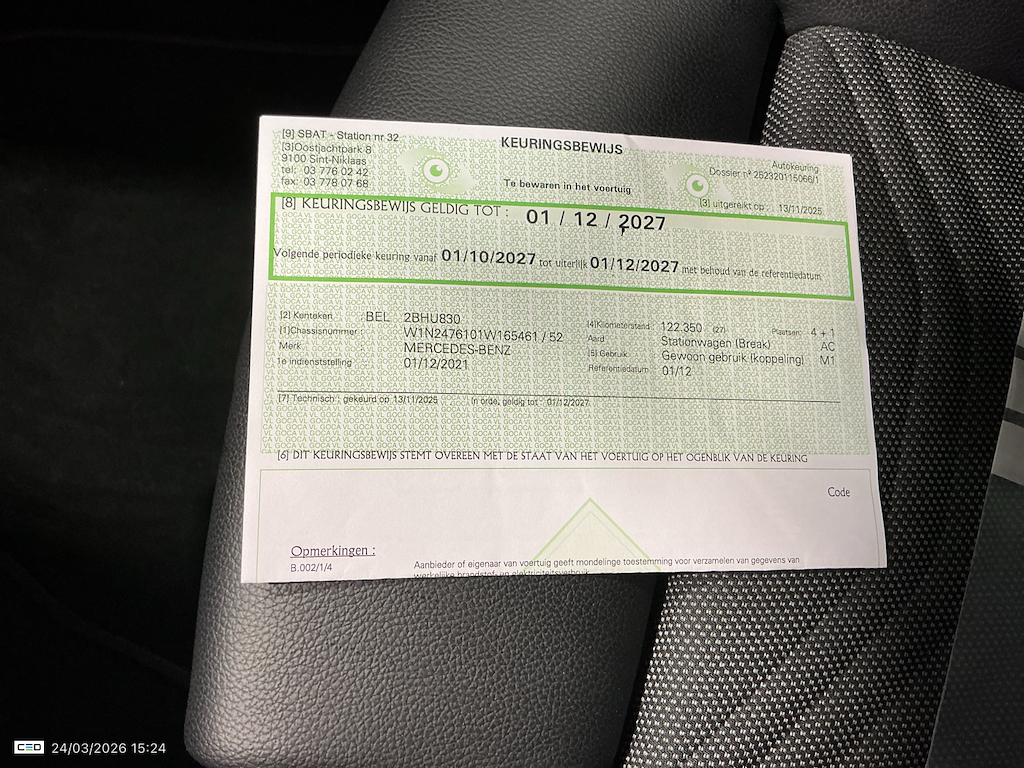 [9] SBAT - Station nr 32
[3]Oostjachtpark 8
9100 Sint-Niklaas
tel: 03 776 02 42
fax: 03 778 07 68
KEURINGSBEWIJS
Te bewaren in het voertuig
Autokeuring
Dossier nº 252320115066/1
[3] uitgereikt op : 13/11/2025
[8] KEURINGSBEWIJS GELDIG TOT : 01 / 12 / 2027
Volgende periodieke keuring vanaf 01/10/2027 tot uiterlijk 01/12/2027 met behoud van de referentiedatum.
[2] Kenteken : BEL 2BHU830
[1]Chassisnummer : W1N2476101W165461 / 52
Merk MERCEDES-BENZ
1e indienststelling 01/12/2021
[4]Kilometerstand 122.350 (27) Plaatsen: 4 + 1
Aard Stationwagen (Break) AC
[5] Gebruik: Gewoon gebruik (koppeling) M1
Referentiedatum 01/12
[7] Technisch : gekeurd op 13/11/2025 In orde, geldig tot : 01/12/2027
[6] DIT KEURINGSBEWIJS STEMT OVEREEN MET DE STAAT VAN HET VOERTUIG OP HET OGENBLIK VAN DE KEURING
Code
Opmerkingen :
B.002/1/4
Aanbieder of eigenaar van voertuig geeft mondelinge toestemming voor verzamelen van gegevens van
werkelijke brandstof- en elektriciteitsverbruik
CEO 24/03/2026 15:24